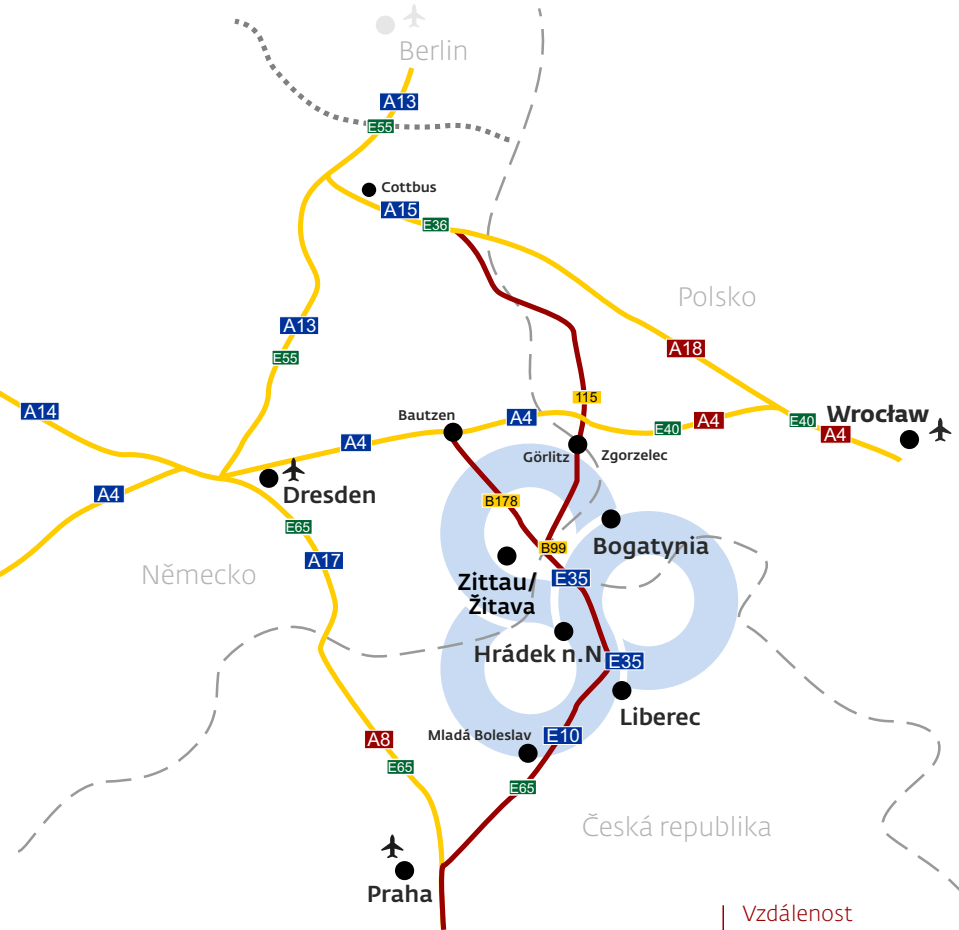 Berlin
A13
E55
Cottbus
A15
E36
Polsko
A13
E55
A18
A14
115
Bautzen
A4
A4
E40
A4
E40
Wrocław
A4
Görlitz
Zgorzelec
A4
Dresden
B178
E65
Bogatynia
B99
A17
Německo
Zittau/
Žitava
E35
Hrádek n.N
E35
Liberec
A8
Mladá Boleslav
E10
E65
E65
Česká republika
Praha
Vzdálenost